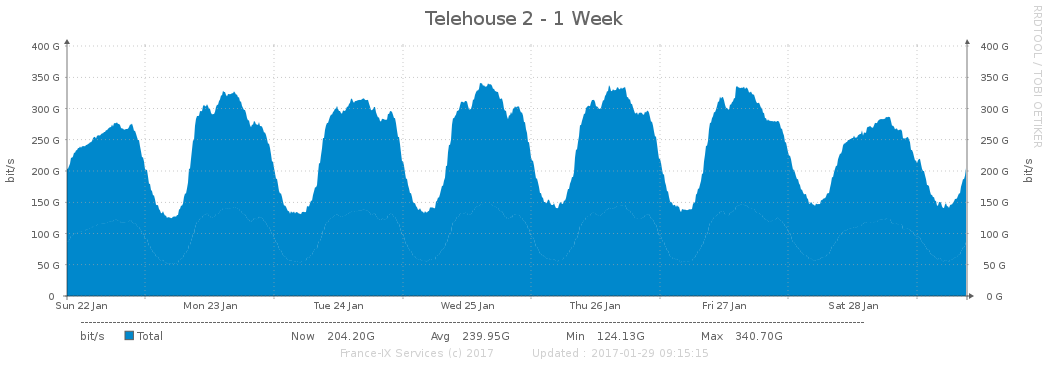 Telehouse 2 - 1 Week
RRDTOOL / TOBI OETIKER
400 G 400 G
350 G 350 G
300 G 300 G
250 G 250 G
200 G 200 G
150 G 150 G
100 G 100 G
50 G 50 G
0 0 G
bit/s bit/s
Sun 22 Jan Mon 23 Jan Tue 24 Jan Wed 25 Jan Thu 26 Jan Fri 27 Jan Sat 28 Jan
bit/s Total Now 204.20G Avg 239.95G Min 124.13G Max 340.70G
France-IX Services (c) 2017 Updated : 2017-01-29 09:15:15